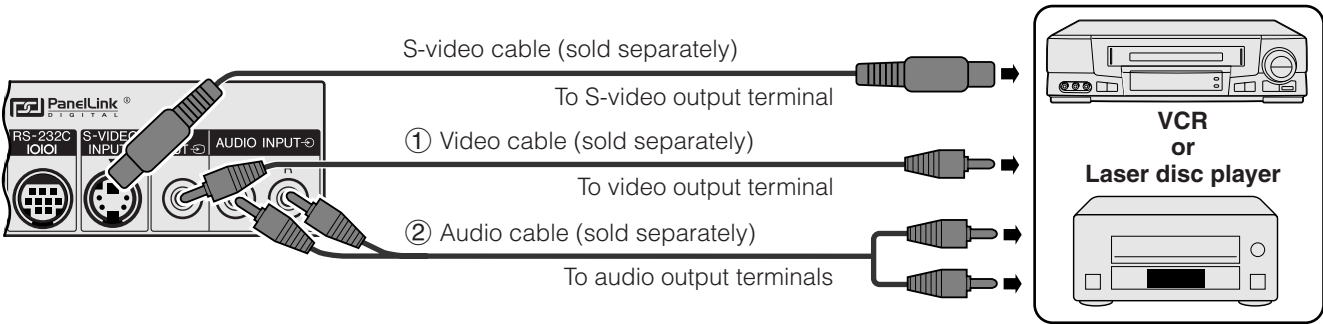 S-video cable (sold separately)
To S-video output terminal
PanelLink ®
DIGITAL
RS-232C
IOIOI
S-VIDEO
INPUT
AUDIO INPUT
R
① Video cable (sold separately)
To video output terminal
② Audio cable (sold separately)
To audio output terminals
VCR
or
Laser disc player